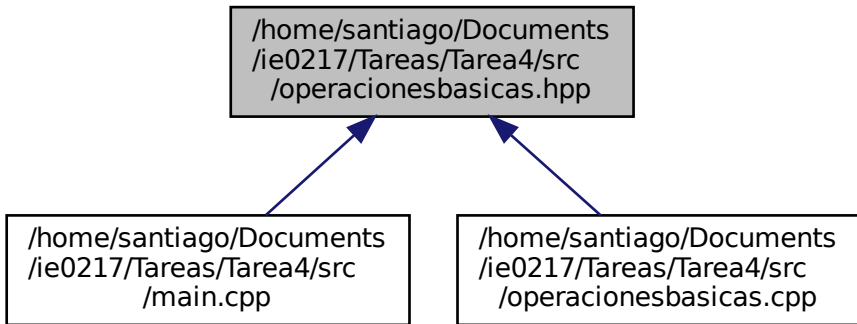 /home/santiago/Documents
/ie0217/Tareas/Tarea4/src
/operacionesbasicas.hpp
/home/santiago/Documents
/ie0217/Tareas/Tarea4/src
/main.cpp
/home/santiago/Documents
/ie0217/Tareas/Tarea4/src
/operacionesbasicas.cpp